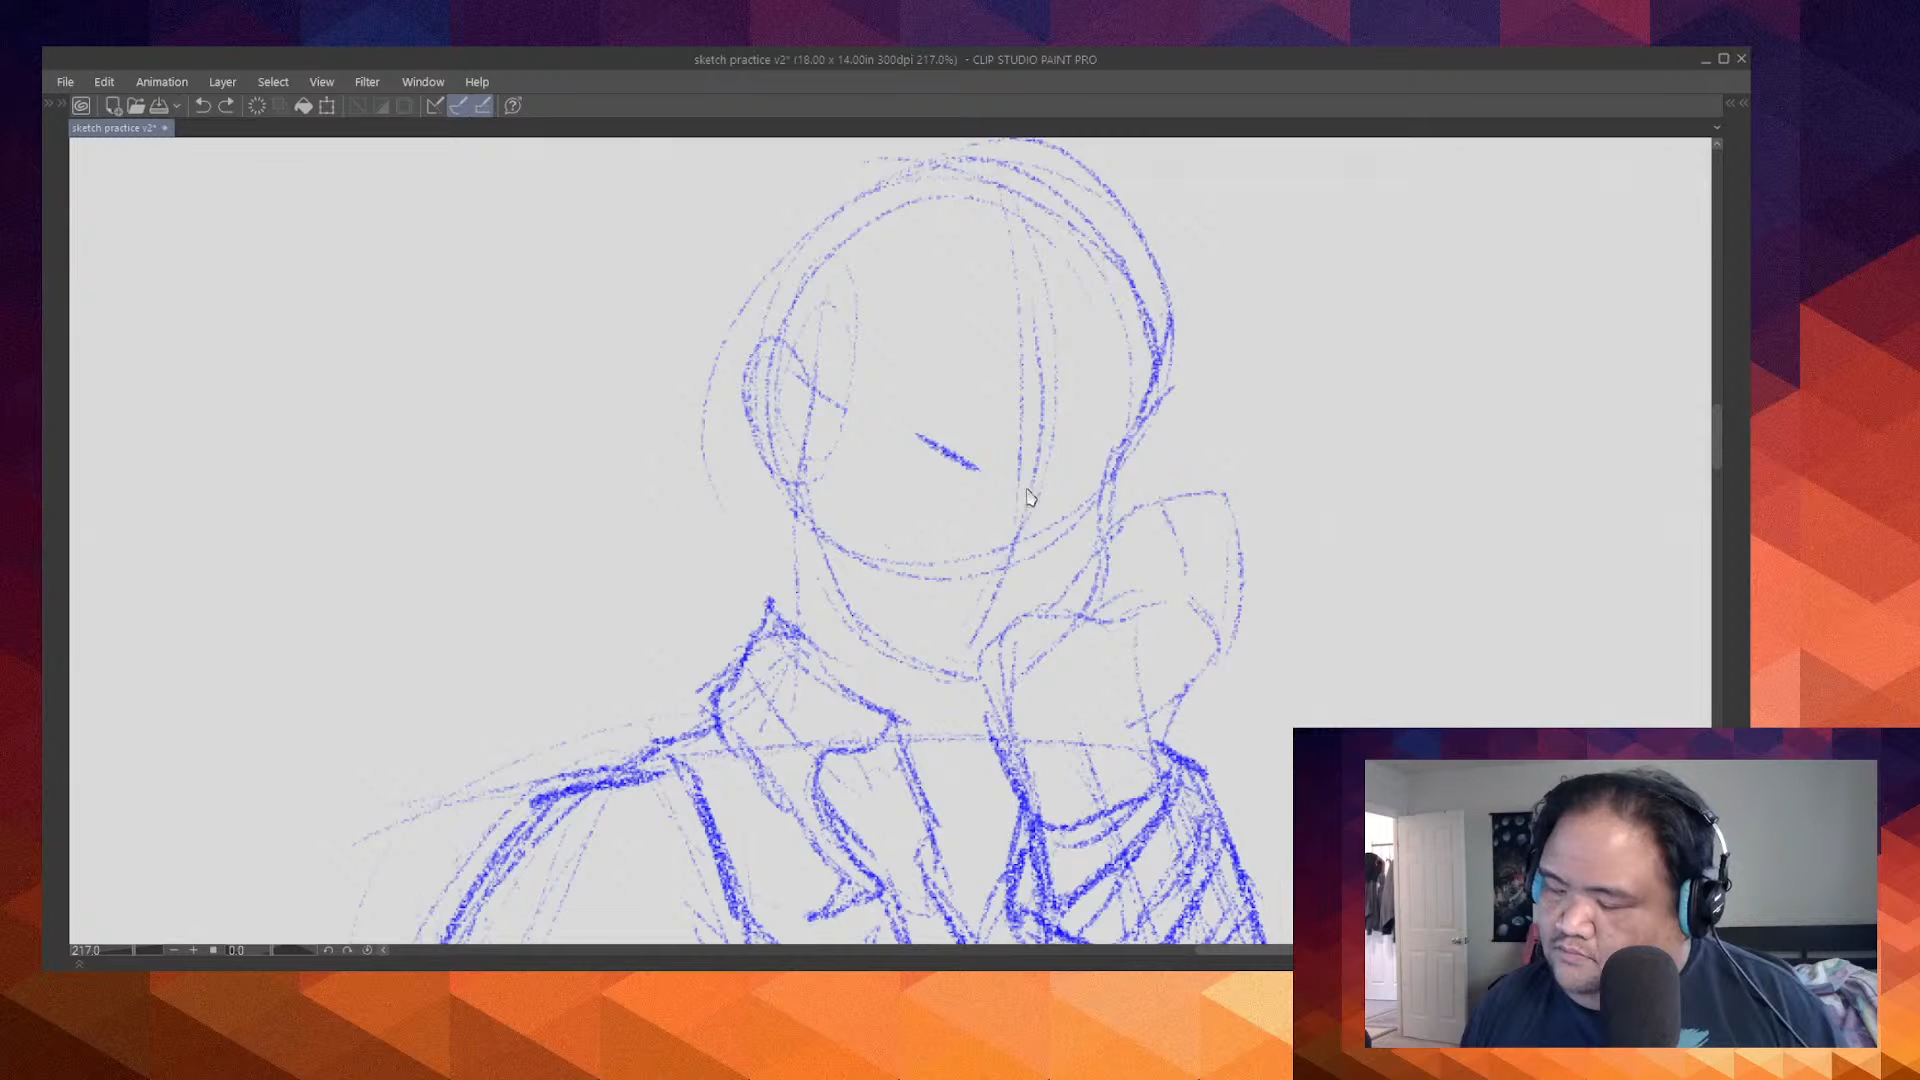 sketch practice v2* (18.00 x 14.00in 300dpi 217.0%) - CLIP STUDIO PAINT PRO
File Edit Animation Layer Select View Filter Window Help
sketch practice v2*
217.0 0.0